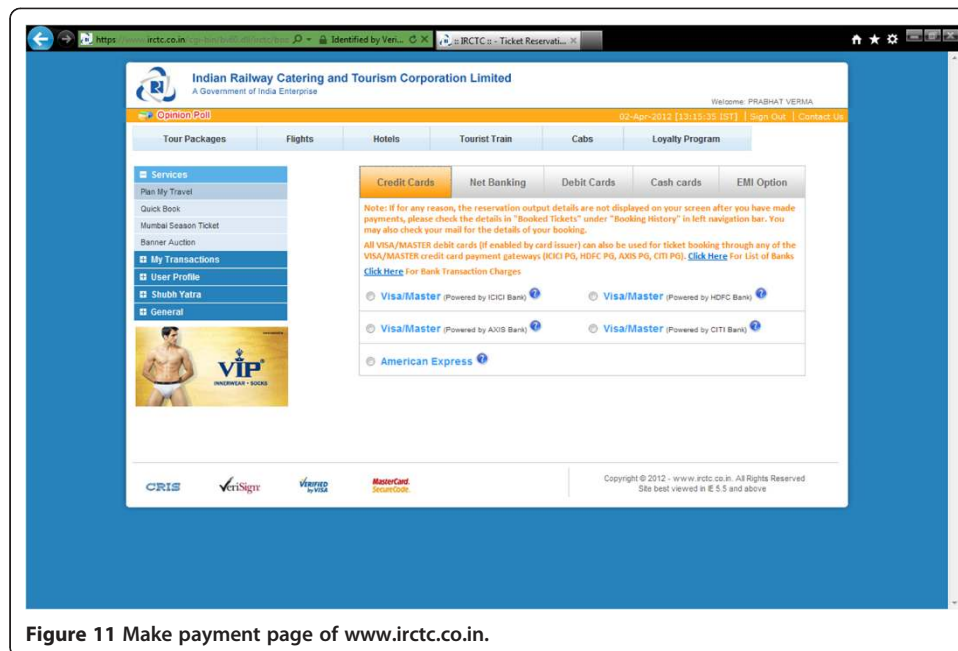 https://www.irctc.co.in
Identified by Veri...
:: IRCTC :: - Ticket Reservati...
Indian Railway Catering and Tourism Corporation Limited
A Government of India Enterprise
Welcome: PRABHAT VERMA
Opinion Poll
02-Apr-2012 [13:15:35 IST] | Sign Out | Contact Us
Tour Packages Flights Hotels Tourist Train Cabs Loyalty Program
Services
Plan My Travel
Quick Book
Mumbai Season Ticket
Banner Auction
My Transactions
User Profile
Shubh Yatra
General
VIP
INNERWEAR • SOCKS
Credit Cards Net Banking Debit Cards Cash cards EMI Option
Note: If for any reason, the reservation output details are not displayed on your screen after you have made
payments, please check the details in "Booked Tickets" under "Booking History" in left navigation bar. You
may also check your mail for the details of your booking.
All VISA/MASTER debit cards (If enabled by card issuer) can also be used for ticket booking through any of the
VISA/MASTER credit card payment gateways (ICICI PG, HDFC PG, AXIS PG, CITI PG). Click Here For List of Banks
Click Here For Bank Transaction Charges
Visa/Master (Powered by ICICI Bank) Visa/Master (Powered by HDFC Bank)
Visa/Master (Powered by AXIS Bank) Visa/Master (Powered by CITI Bank)
American Express
CRIS VeriSign VERIFIED by VISA MasterCard. SecureCode.
Copyright © 2012 - www.irctc.co.in. All Rights Reserved
Site best viewed in IE 5.5 and above
Figure 11 Make payment page of www.irctc.co.in.